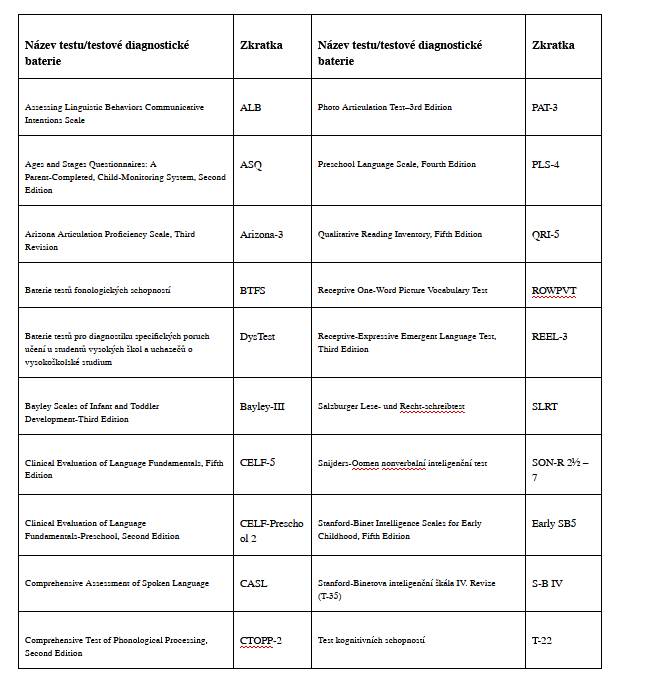 Název testu/testové diagnostické
baterie
Zkratka
Název testu/testové diagnostické
baterie
Zkratka
Assessing Linguistic Behaviors Communicative
Intentions Scale
ALB
Photo Articulation Test–3rd Edition
PAT-3
Ages and Stages Questionnaires: A
Parent-Completed, Child-Monitoring System, Second
Edition
ASQ
Preschool Language Scale, Fourth Edition
PLS-4
Arizona Articulation Proficiency Scale, Third
Revision
Arizona-3
Qualitative Reading Inventory, Fifth Edition
QRI-5
Baterie testů fonologických schopností
BTFS
Receptive One-Word Picture Vocabulary Test
ROWPVT
Baterie testů pro diagnostiku specifických poruch
učení u studentů vysokých škol a uchazečů o
vysokoškolské studium
DysTest
Receptive-Expressive Emergent Language Test,
Third Edition
REEL-3
Bayley Scales of Infant and Toddler
Development-Third Edition
Bayley-III
Salzburger Lese- und Recht-schreibtest
SLRT
Clinical Evaluation of Language Fundamentals, Fifth
Edition
CELF-5
Snijders-Oomen nonverbalní inteligenční test
SON-R 2½ –
7
Clinical Evaluation of Language
Fundamentals-Preschool, Second Edition
CELF-Prescho
ol 2
Stanford-Binet Intelligence Scales for Early
Childhood, Fifth Edition
Early SB5
Comprehensive Assessment of Spoken Language
CASL
Stanford-Binetova inteligenční škála IV. Revize
(T-35)
S-B IV
Comprehensive Test of Phonological Processing,
Second Edition
CTOPP-2
Test kognitivních schopností
T-22